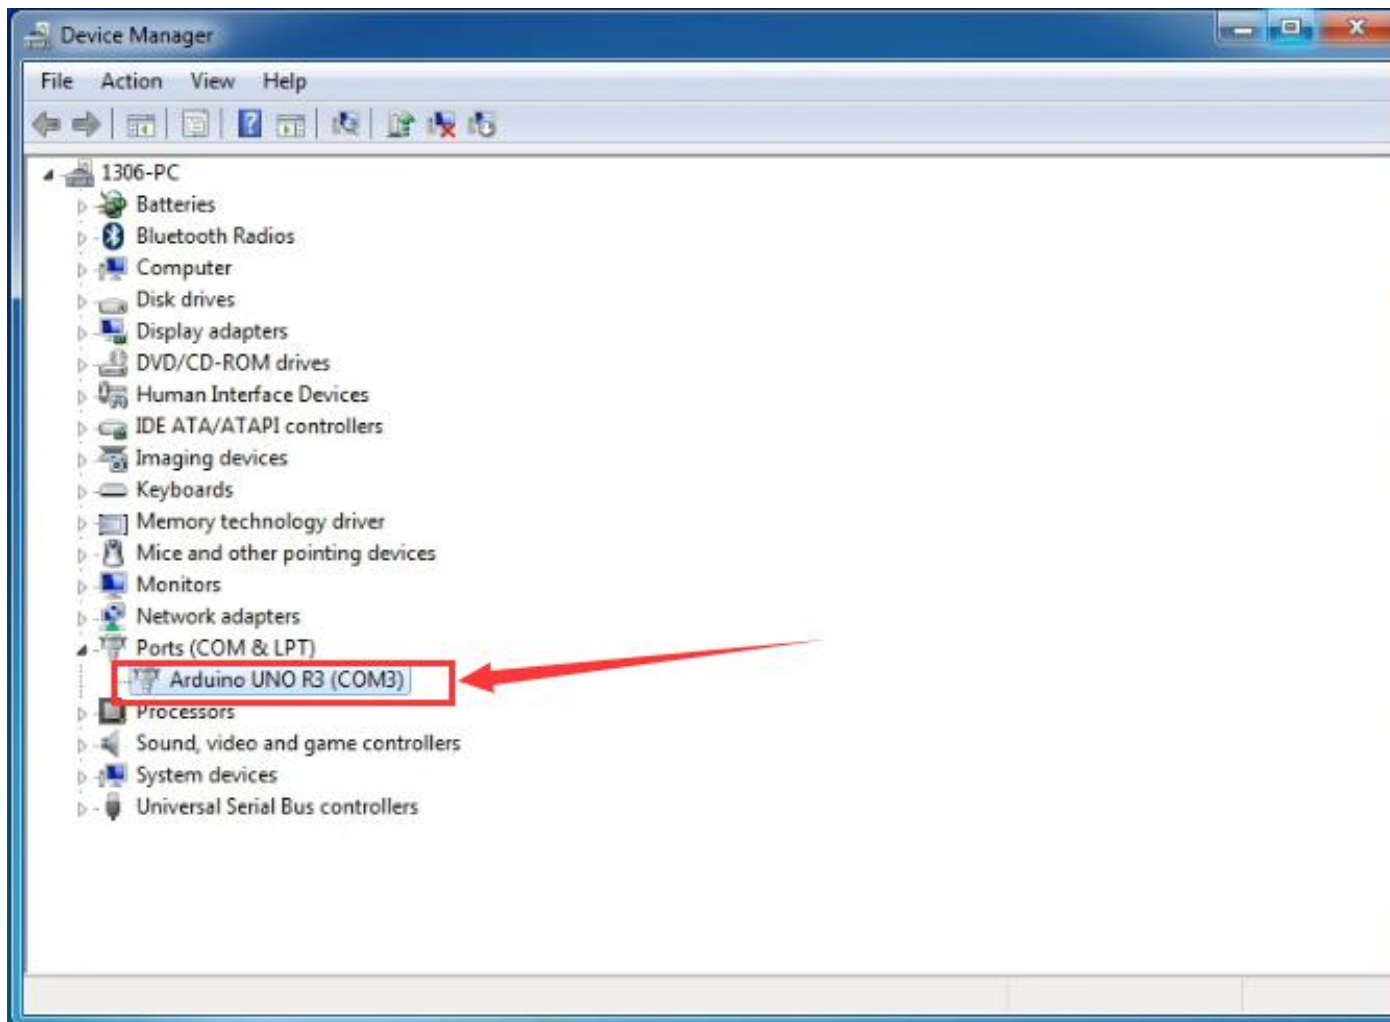 Device Manager
File Action View Help
1306-PC
Batteries
Bluetooth Radios
Computer
Disk drives
Display adapters
DVD/CD-ROM drives
Human Interface Devices
IDE ATA/ATAPI controllers
Imaging devices
Keyboards
Memory technology driver
Mice and other pointing devices
Monitors
Network adapters
Ports (COM & LPT)
Arduino UNO R3 (COM3)
Processors
Sound, video and game controllers
System devices
Universal Serial Bus controllers